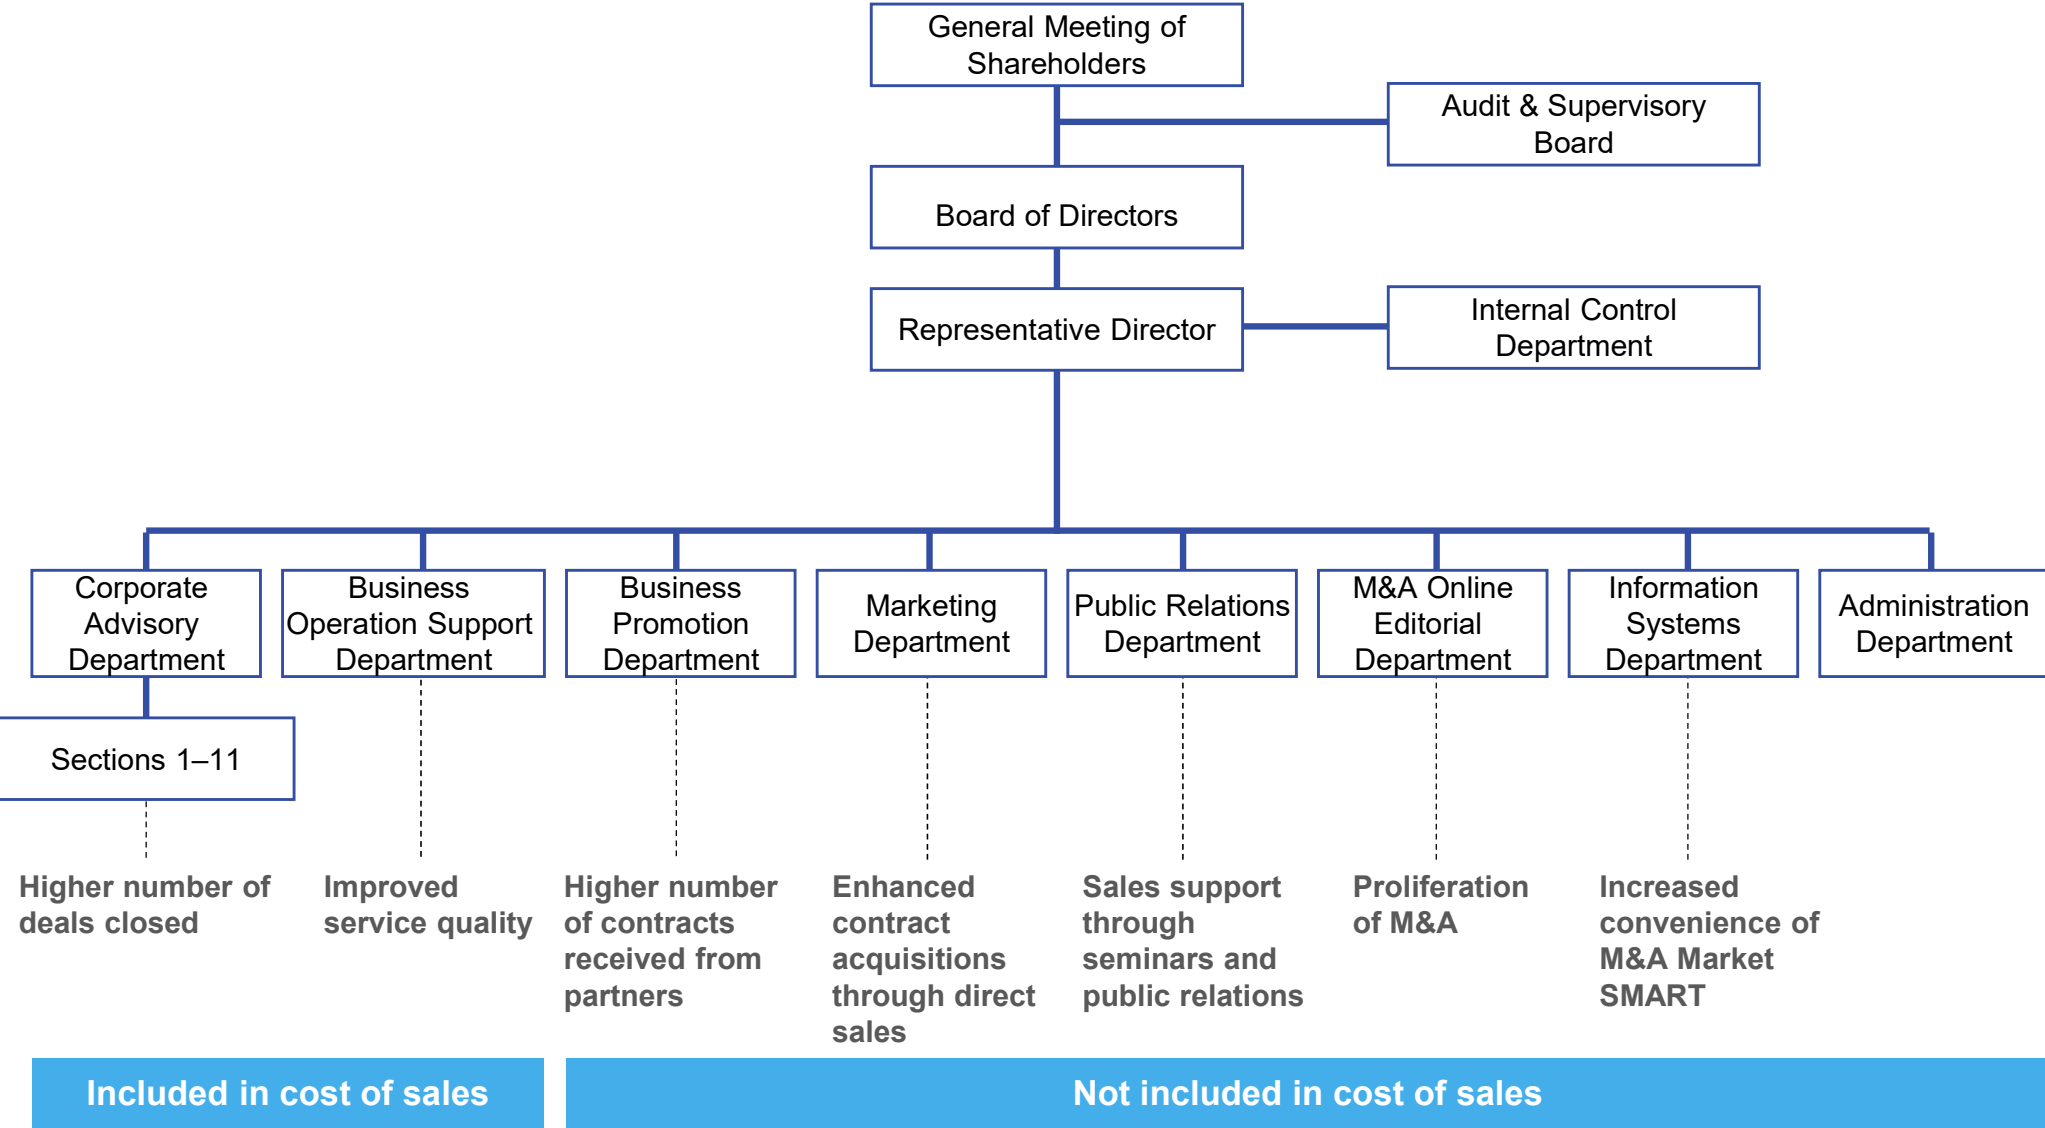 General Meeting of
Shareholders
Audit & Supervisory
Board
Board of Directors
Representative Director
Internal Control
Department
Corporate
Advisory
Department
Business
Operation Support
Department
Business
Promotion
Department
Marketing
Department
Public Relations
Department
M&A Online
Editorial
Department
Information
Systems
Department
Administration
Department
Sections 1–11
Higher number of
deals closed
Improved
service quality
Higher number
of contracts
received from
partners
Enhanced
contract
acquisitions
through direct
sales
Sales support
through
seminars and
public relations
Proliferation
of M&A
Increased
convenience of
M&A Market
SMART
Included in cost of sales
Not included in cost of sales